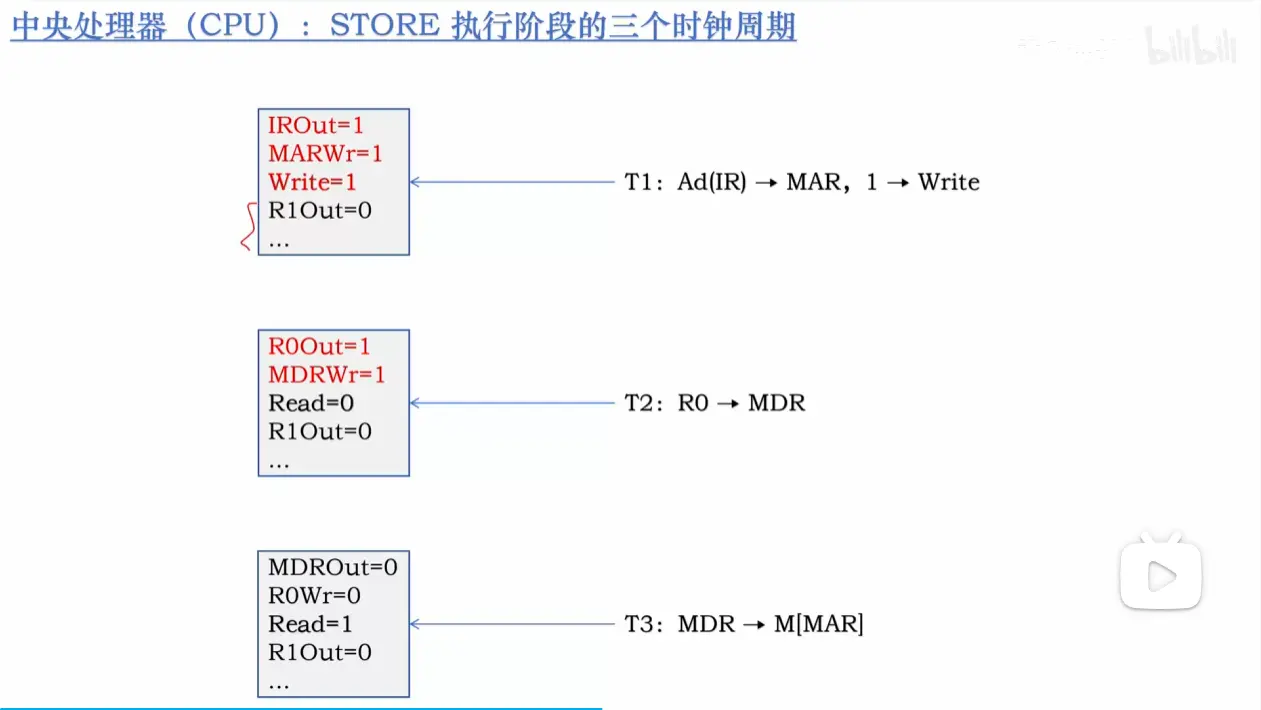 中央处理器（CPU）：STORE 执行阶段的三个时钟周期
bilibili
IROut=1
MARWr=1
Write=1
R1Out=0
...
T1：Ad(IR) → MAR，1 → Write
R0Out=1
MDRWr=1
Read=0
R1Out=0
...
T2：R0 → MDR
MDROut=0
R0Wr=0
Read=1
R1Out=0
...
T3：MDR → M[MAR]